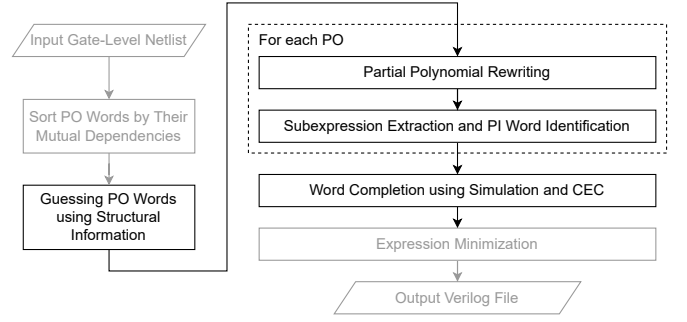 Input Gate-Level Netlist
Sort PO Words by Their
Mutual Dependencies
Guessing PO Words
using Structural
Information
For each PO
Partial Polynomial Rewriting
Subexpression Extraction and PI Word Identification
Word Completion using Simulation and CEC
Expression Minimization
Output Verilog File